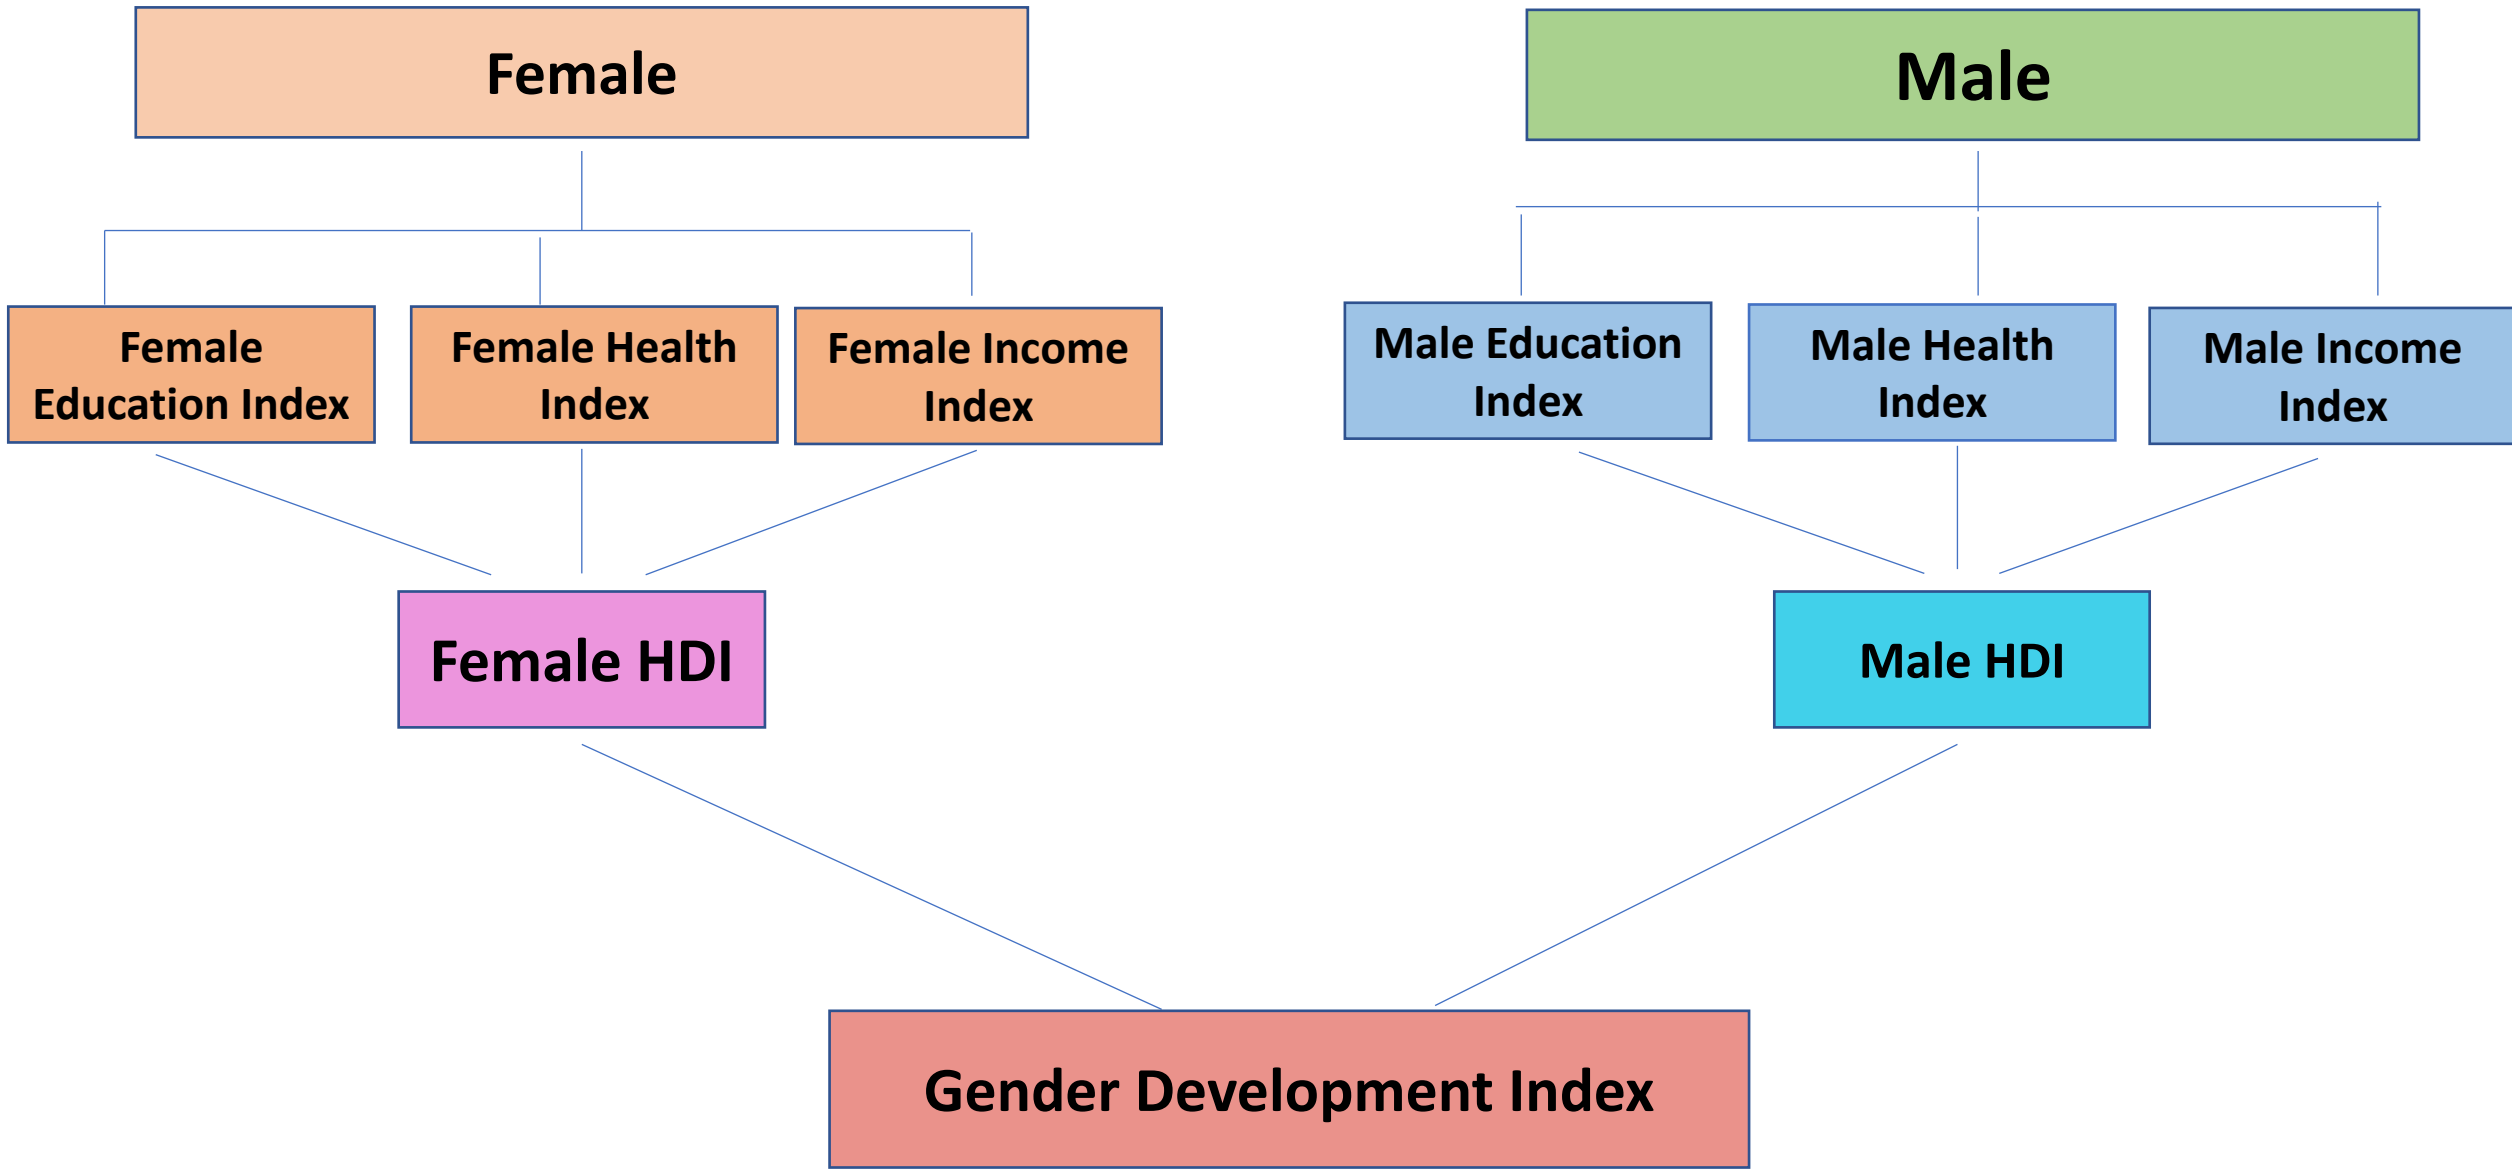 Female
Male
Female
Education Index
Female Health
Index
Female Income
Index
Male Education
Index
Male Health
Index
Male Income
Index
Female HDI
Male HDI
Gender Development Index